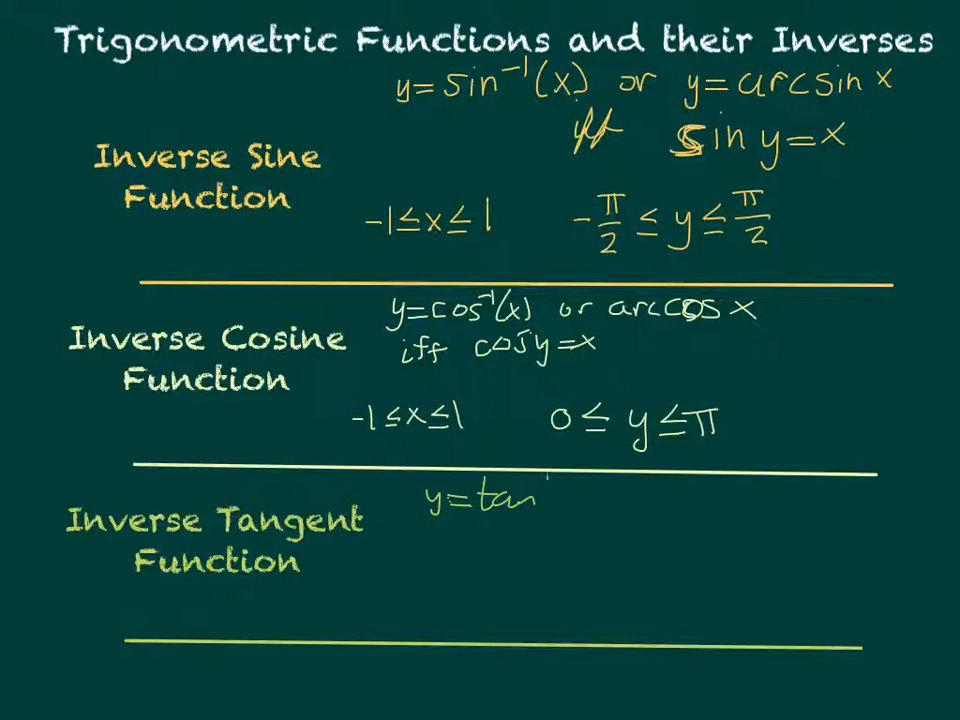 Trigonometric Functions and their Inverses
y=sin⁻¹(x) or y=arcsin x
iff sin y=x
Inverse Sine
Function
-1≤x≤1 -π/2 ≤ y ≤ π/2
y=cos⁻¹(x) or arccos x
iff cos y=x
Inverse Cosine
Function
-1≤x≤1 0≤ y ≤π
y=tan
Inverse Tangent
Function